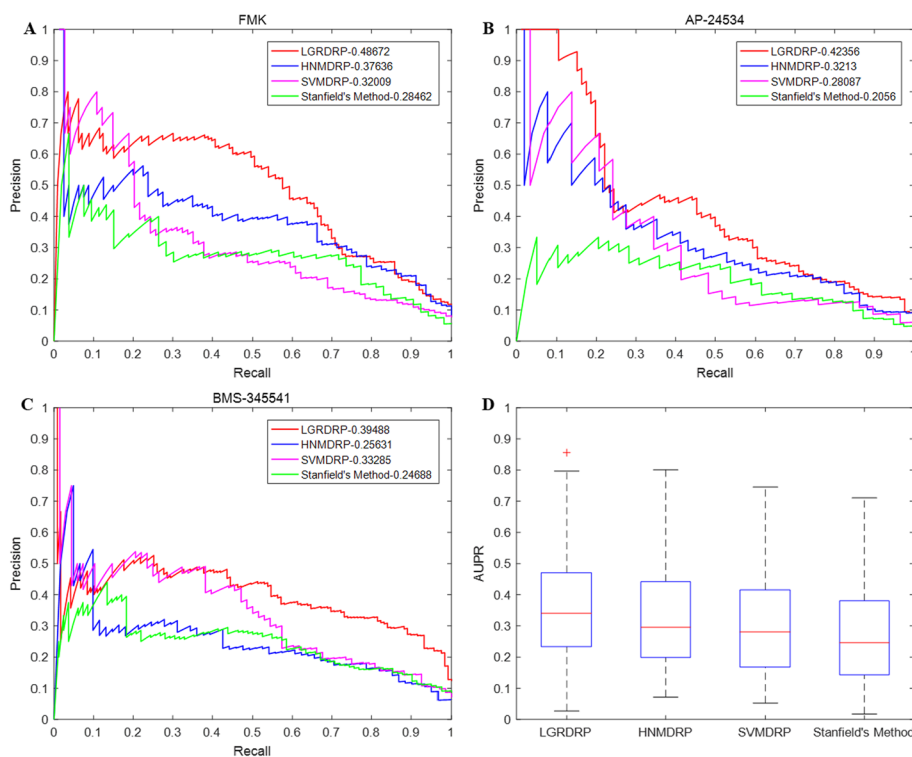 A
FMK
LGRDRP-0.48672
HNMDRP-0.37636
SVMDRP-0.32009
Stanfield's Method-0.28462
Precision
1
0.9
0.8
0.7
0.6
0.5
0.4
0.3
0.2
0.1
0
0 0.1 0.2 0.3 0.4 0.5 0.6 0.7 0.8 0.9 1
Recall
B
AP-24534
LGRDRP-0.42356
HNMDRP-0.3213
SVMDRP-0.28087
Stanfield's Method-0.2056
Precision
1
0.9
0.8
0.7
0.6
0.5
0.4
0.3
0.2
0.1
0
0 0.1 0.2 0.3 0.4 0.5 0.6 0.7 0.8 0.9 1
Recall
C
BMS-345541
LGRDRP-0.39488
HNMDRP-0.25631
SVMDRP-0.33285
Stanfield's Method-0.24688
Precision
1
0.9
0.8
0.7
0.6
0.5
0.4
0.3
0.2
0.1
0
0 0.1 0.2 0.3 0.4 0.5 0.6 0.7 0.8 0.9 1
Recall
D
AUPR
1
0.9
0.8
0.7
0.6
0.5
0.4
0.3
0.2
0.1
0
LGRDRP HNMDRP SVMDRP Stanfield's Method